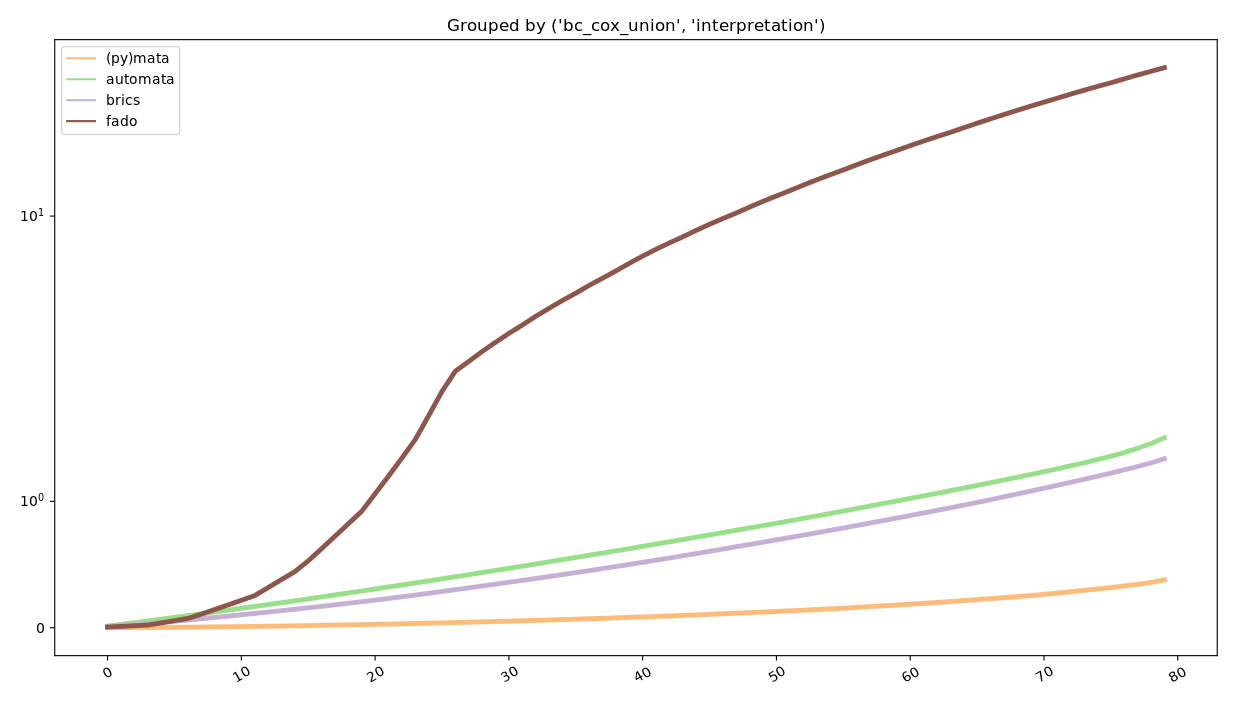 Grouped by ('bc_cox_union', 'interpretation')
(py)mata
automata
brics
fado
10¹
10⁰
0
0
10
20
30
40
50
60
70
80